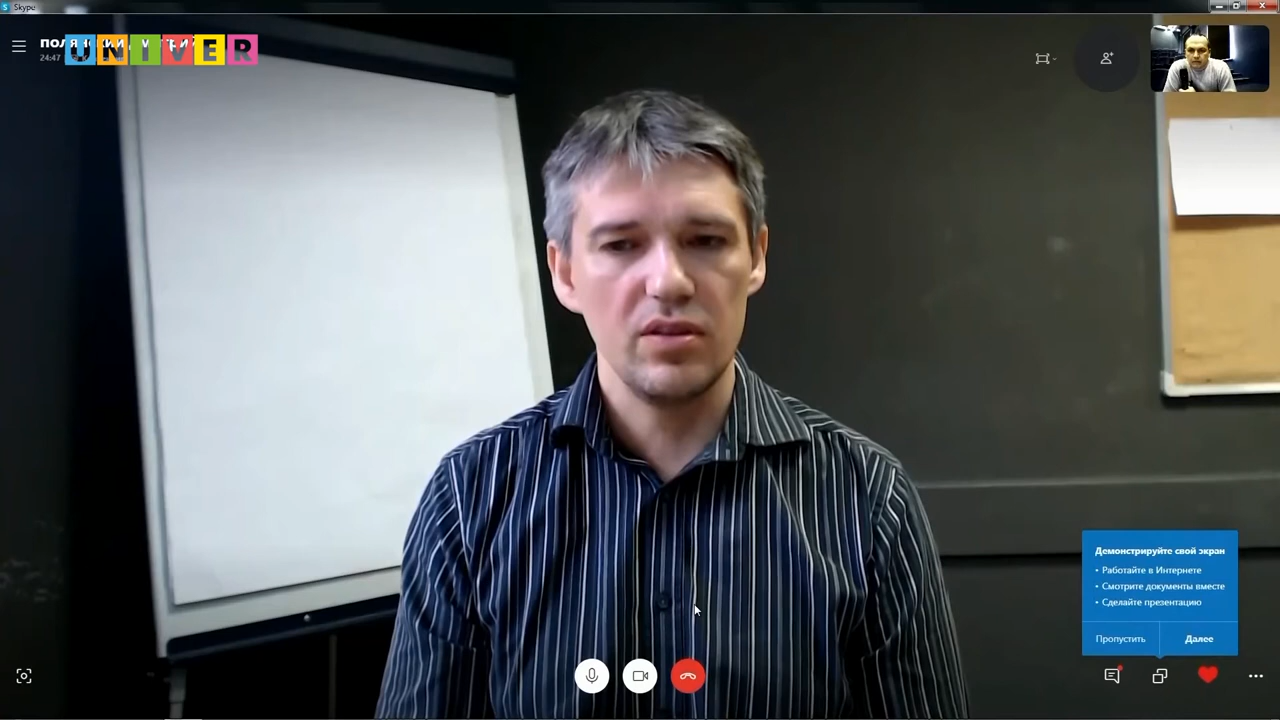 Skype
UNIVER
24:47
Демонстрируйте свой экран
• Работайте в Интернете
• Смотрите документы вместе
• Сделайте презентацию
Пропустить
Далее